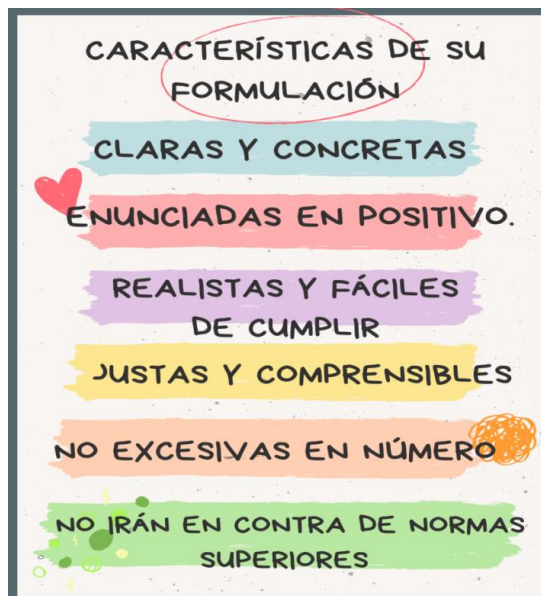 CARACTERÍSTICAS DE SU
FORMULACIÓN
CLARAS Y CONCRETAS
ENUNCIADAS EN POSITIVO.
REALISTAS Y FÁCILES
DE CUMPLIR
JUSTAS Y COMPRENSIBLES
NO EXCESIVAS EN NÚMERO
NO IRÁN EN CONTRA DE NORMAS
SUPERIORES